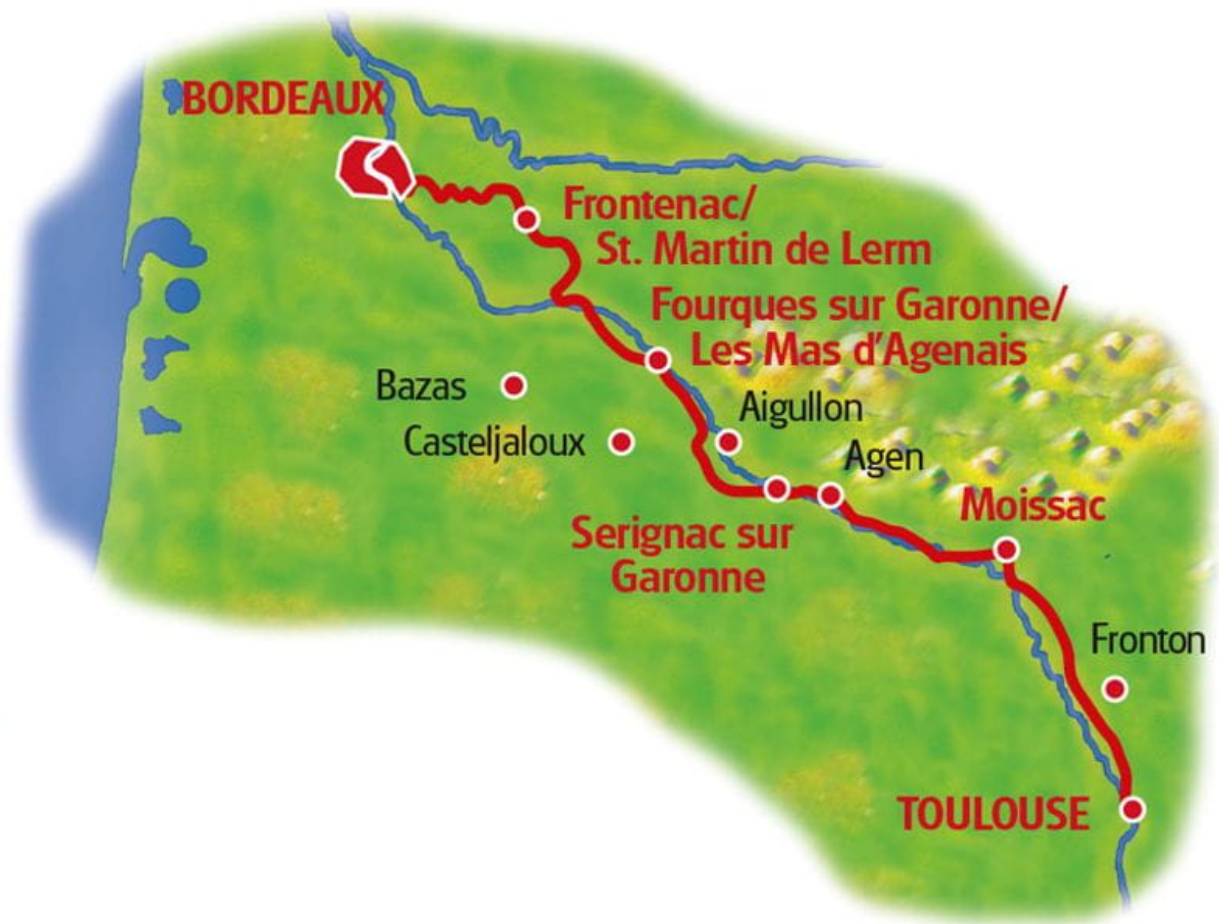 BORDEAUX
Frontenac/
St. Martin de Lerm
Fourques sur Garonne/
Les Mas d'Agenais
Bazas
Casteljaloux
Aigullon
Agen
Serignac sur
Garonne
Moissac
Fronton
TOULOUSE